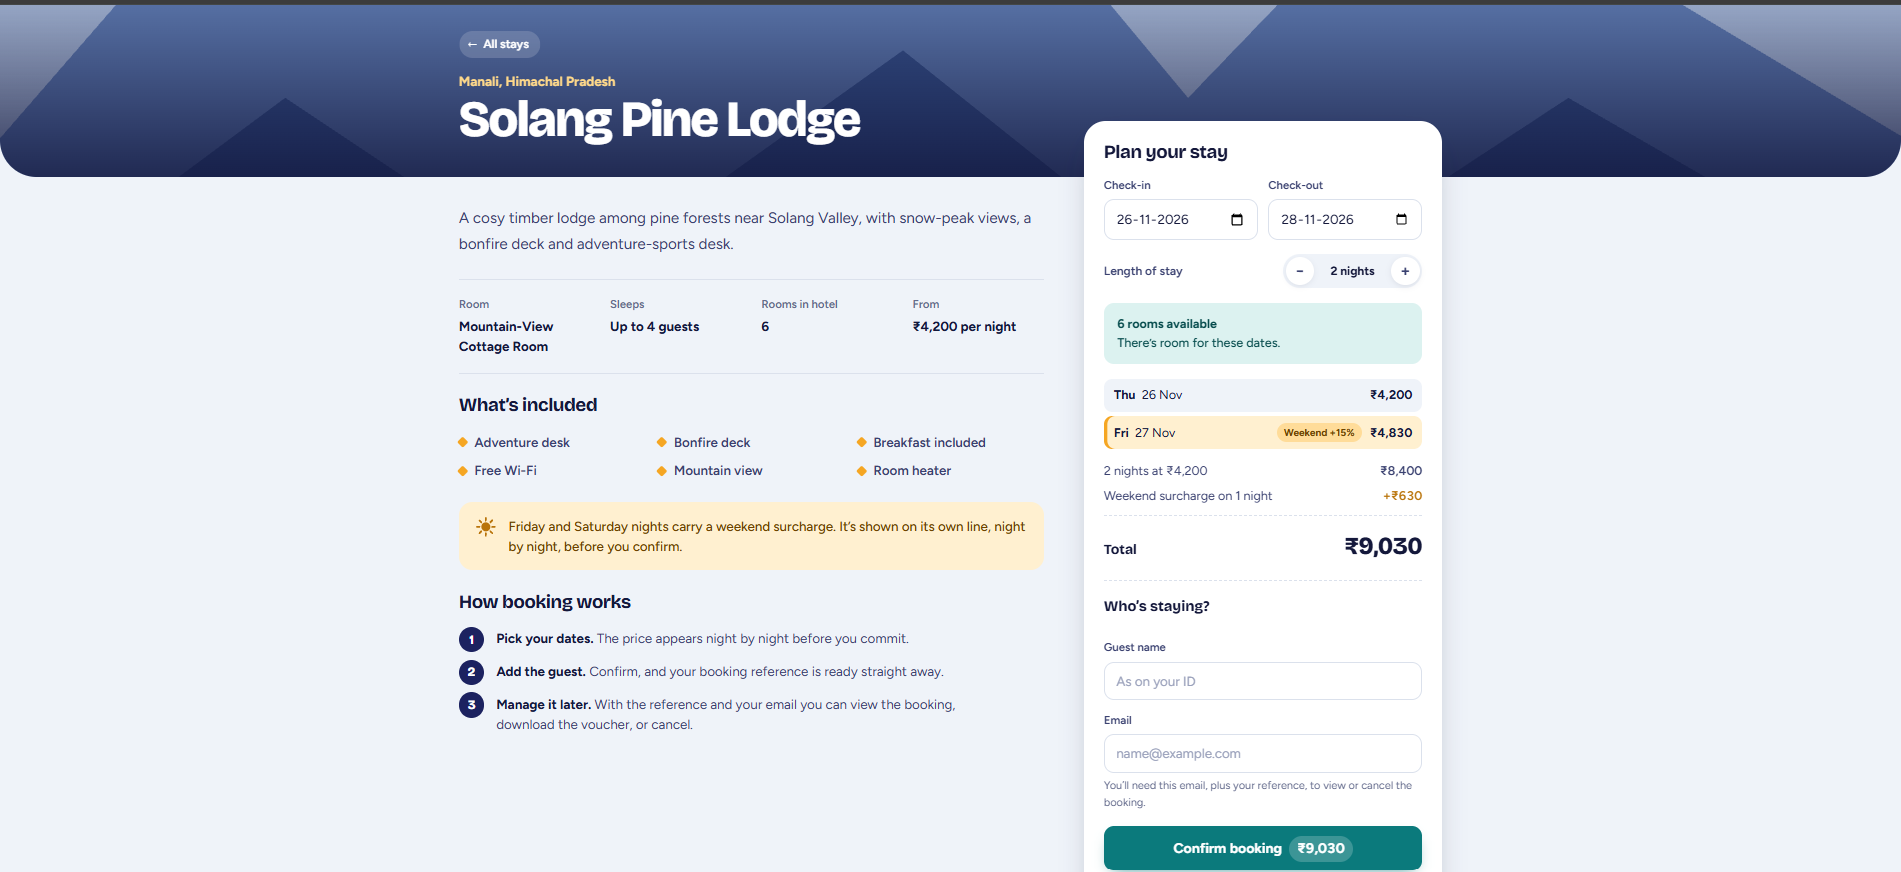 ← All stays
Manali, Himachal Pradesh
Solang Pine Lodge
A cosy timber lodge among pine forests near Solang Valley, with snow-peak views, a
bonfire deck and adventure-sports desk.
Room
Mountain-View
Cottage Room
Sleeps
Up to 4 guests
Rooms in hotel
6
From
₹4,200 per night
What's included
Adventure desk
Bonfire deck
Breakfast included
Free Wi-Fi
Mountain view
Room heater
Friday and Saturday nights carry a weekend surcharge. It's shown on its own line, night
by night, before you confirm.
How booking works
1 Pick your dates. The price appears night by night before you commit.
2 Add the guest. Confirm, and your booking reference is ready straight away.
3 Manage it later. With the reference and your email you can view the booking,
download the voucher, or cancel.
Plan your stay
Check-in
26-11-2026
Check-out
28-11-2026
Length of stay
− 2 nights +
6 rooms available
There's room for these dates.
Thu 26 Nov ₹4,200
Fri 27 Nov Weekend +15% ₹4,830
2 nights at ₹4,200 ₹8,400
Weekend surcharge on 1 night +₹630
Total ₹9,030
Who's staying?
Guest name
As on your ID
Email
name@example.com
You'll need this email, plus your reference, to view or cancel the
booking.
Confirm booking ₹9,030